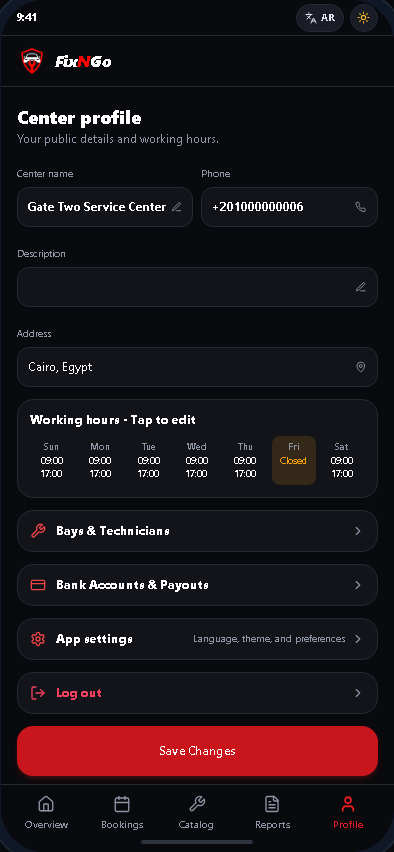 9:41
AR
FixNGo
Center profile
Your public details and working hours.
Center name
Phone
Gate Two Service Center
+201000000006
Description
Address
Cairo, Egypt
Working hours - Tap to edit
Sun Mon Tue Wed Thu Fri Sat
09:00 09:00 09:00 09:00 09:00 Closed 09:00
17:00 17:00 17:00 17:00 17:00 17:00
Bays & Technicians
Bank Accounts & Payouts
App settings
Language, theme, and preferences
Log out
Save Changes
Overview
Bookings
Catalog
Reports
Profile